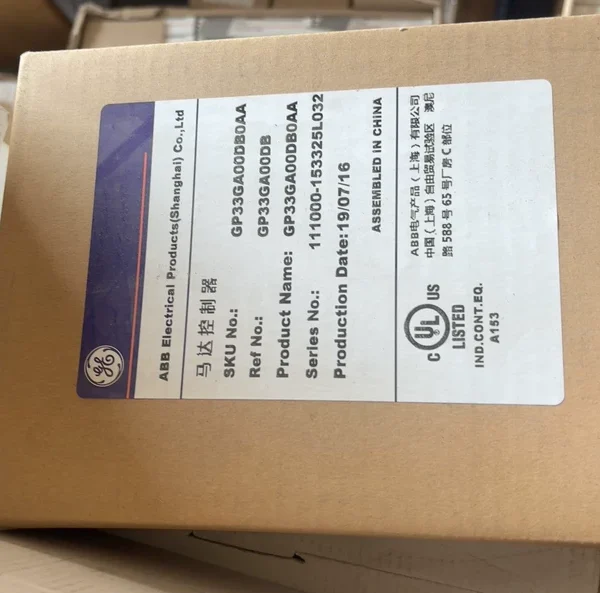 GE
ABB Electrical Products(Shanghai) Co.,Ltd
马达控制器
SKU No.: GP33GA00DB0AA
Ref No.: GP33GA00DB
Product Name: GP33GA00DB0AA
Series No.: 111000-153325L032
Production Date:19/07/16
ASSEMBLED IN CHINA
ABB电气产品（上海）有限公司
中国（上海）自由贸易试验区 澳尼
路 588 号 65 号厂房 C 部位
C UL US
LISTED
IND.CONT.EQ.
A153